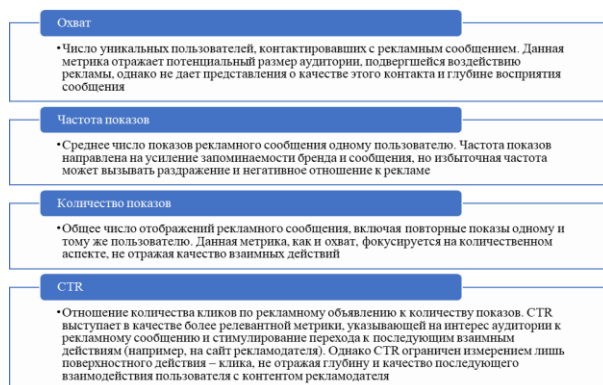 Охват
•Число уникальных пользователей, контактировавших с рекламным сообщением. Данная
метрика отражает потенциальный размер аудитории, подвергшейся воздействию
рекламы, однако не дает представления о качестве этого контакта и глубине восприятия
сообщения
Частота показов
•Среднее число показов рекламного сообщения одному пользователю. Частота показов
направлена на усиление запоминаемости бренда и сообщения, но избыточная частота
может вызывать раздражение и негативное отношение к рекламе
Количество показов
•Общее число отображений рекламного сообщения, включая повторные показы одному и
тому же пользователю. Данная метрика, как и охват, фокусируется на количественном
аспекте, не отражая качество взаимных действий
CTR
•Отношение количества кликов по рекламному объявлению к количеству показов. CTR
выступает в качестве более релевантной метрики, указывающей на интерес аудитории к
рекламному сообщению и стимулирование перехода к последующим взаимным
действиям (например, на сайт рекламодателя). Однако CTR ограничен измерением лишь
поверхностного действия – клика, не отражая глубину и качество последующего
взаимодействия пользователя с контентом рекламодателя